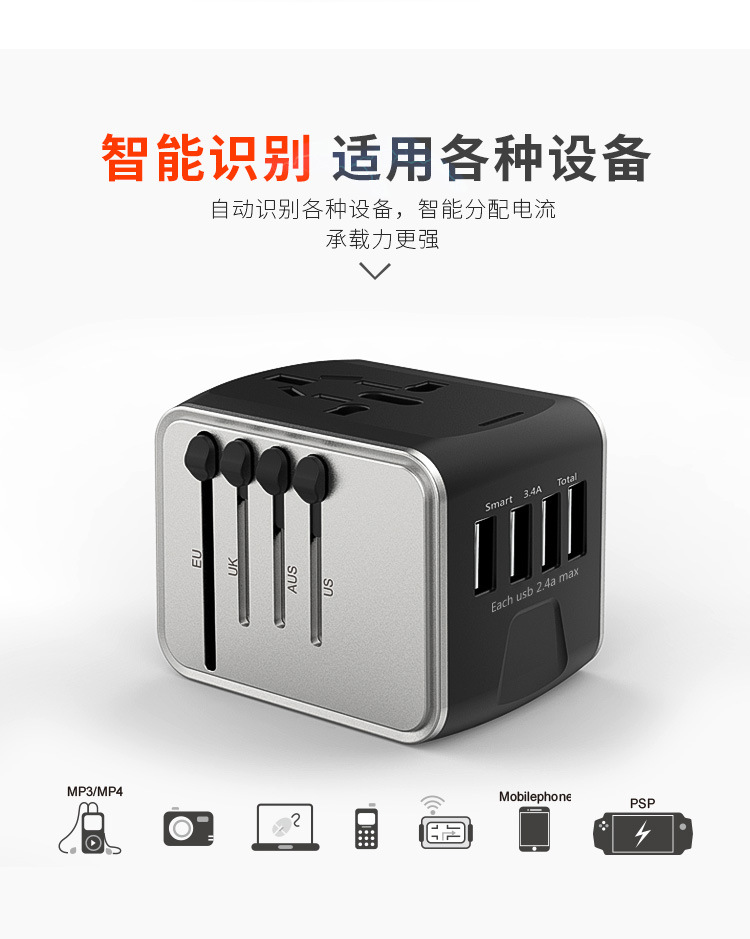 智能识别 适用各种设备
自动识别各种设备，智能分配电流
承载力更强
Smart 3.4A Total
Each usb 2.4a max
EU
UK
AUS
US
MP3/MP4
Mobilephone
PSP